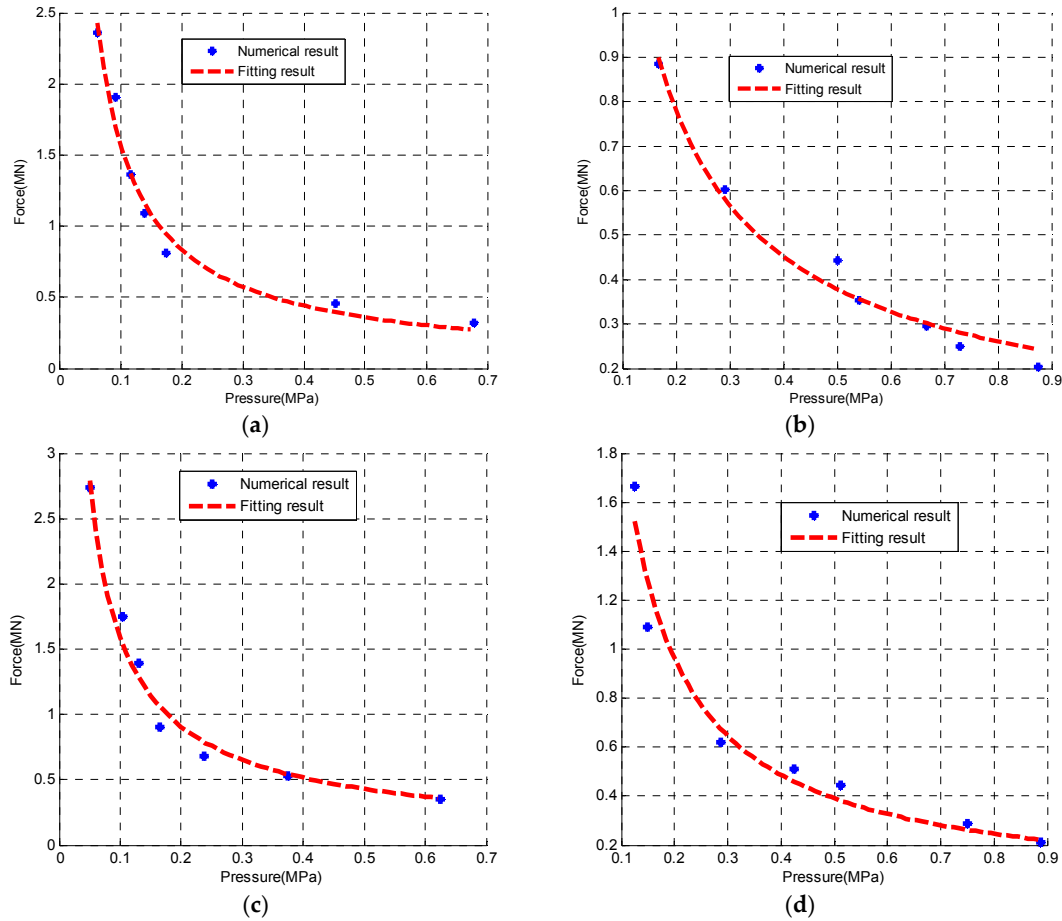 2.5
2
1.5
1
0.5
0
Force(MN)
Numerical result
Fitting result
0 0.1 0.2 0.3 0.4 0.5 0.6 0.7
Pressure(MPa)
(a)
1
0.9
0.8
0.7
0.6
0.5
0.4
0.3
0.2
Force(MN)
Numerical result
Fitting result
0.1 0.2 0.3 0.4 0.5 0.6 0.7 0.8 0.9
Pressure(MPa)
(b)
3
2.5
2
1.5
1
0.5
0
Force(MN)
Numerical result
Fitting result
0 0.1 0.2 0.3 0.4 0.5 0.6 0.7
Pressure(MPa)
(c)
1.8
1.6
1.4
1.2
1
0.8
0.6
0.4
0.2
Force(MN)
Numerical result
Fitting result
0.1 0.2 0.3 0.4 0.5 0.6 0.7 0.8 0.9
Pressure(MPa)
(d)